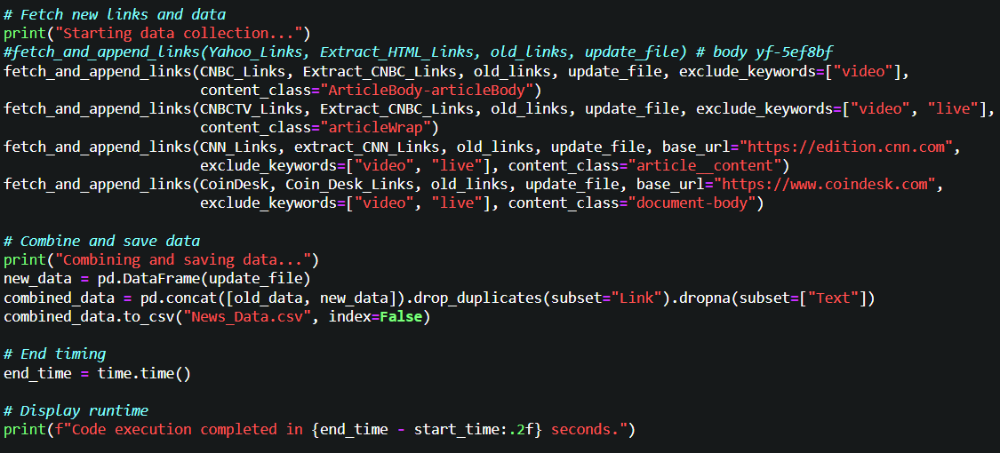 # Fetch new links and data
print("Starting data collection...")
#fetch_and_append_links(Yahoo_Links, Extract_HTML_Links, old_links, update_file) # body yf-5ef8bf
fetch_and_append_links(CNBC_Links, Extract_CNBC_Links, old_links, update_file, exclude_keywords=["video"],
                       content_class="ArticleBody-articleBody")
fetch_and_append_links(CNBCTV_Links, Extract_CNBC_Links, old_links, update_file, exclude_keywords=["video", "live"],
                       content_class="articleWrap")
fetch_and_append_links(CNN_Links, extract_CNN_Links, old_links, update_file, base_url="https://edition.cnn.com",
                       exclude_keywords=["video", "live"], content_class="article__content")
fetch_and_append_links(CoinDesk, Coin_Desk_Links, old_links, update_file, base_url="https://www.coindesk.com",
                       exclude_keywords=["video", "live"], content_class="document-body")

# Combine and save data
print("Combining and saving data...")
new_data = pd.DataFrame(update_file)
combined_data = pd.concat([old_data, new_data]).drop_duplicates(subset="Link").dropna(subset=["Text"])
combined_data.to_csv("News_Data.csv", index=False)

# End timing
end_time = time.time()

# Display runtime
print(f"Code execution completed in {end_time - start_time:.2f} seconds.")